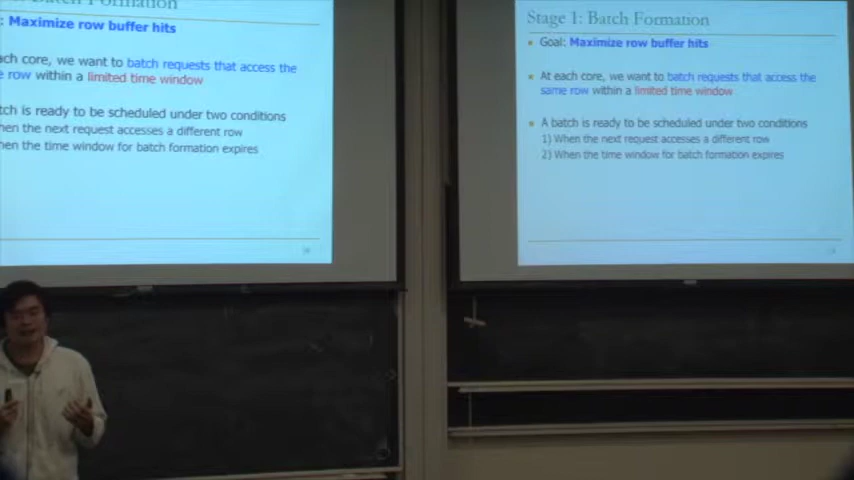 Batch Formation
: Maximize row buffer hits
ach core, we want to batch requests that access the
e row within a limited time window
tch is ready to be scheduled under two conditions
hen the next request accesses a different row
hen the time window for batch formation expires
Stage 1: Batch Formation
Goal: Maximize row buffer hits
At each core, we want to batch requests that access the
same row within a limited time window
A batch is ready to be scheduled under two conditions
1) When the next request accesses a different row
2) When the time window for batch formation expires